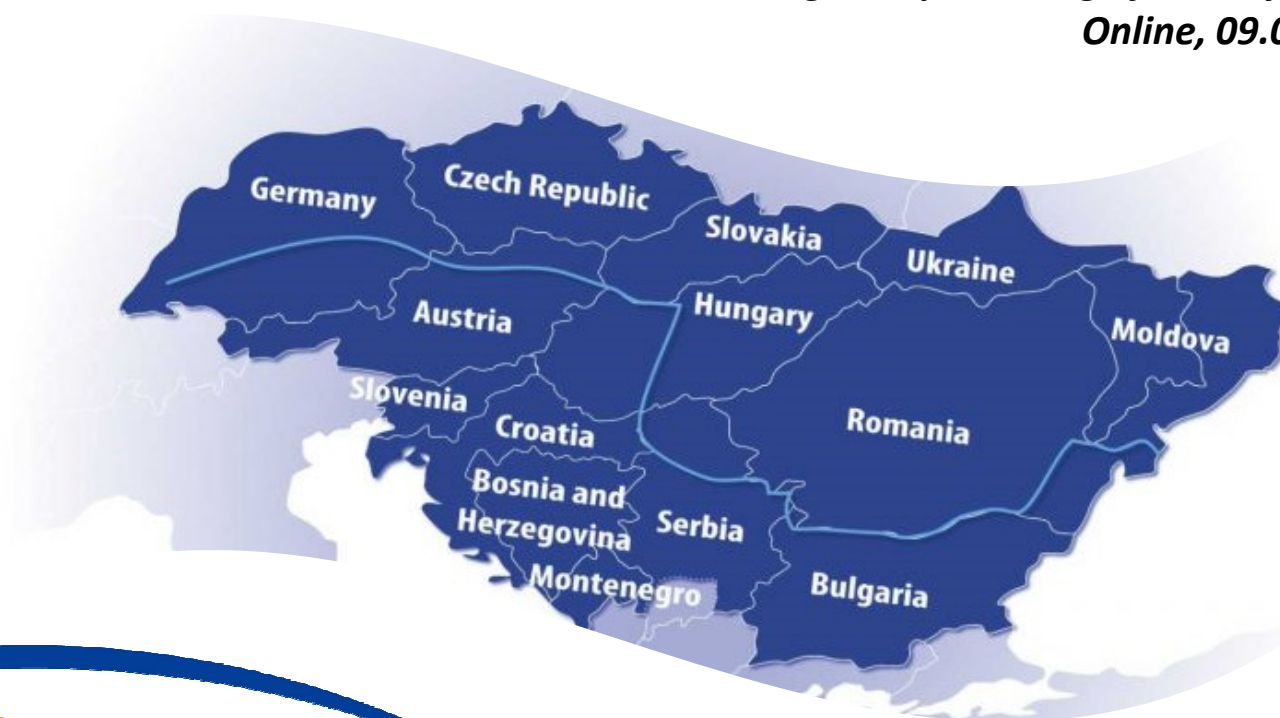 Online, 09.0
Germany
Czech Republic
Slovakia
Ukraine
Austria
Hungary
Moldova
Slovenia
Croatia
Romania
Bosnia and
Herzegovina
Serbia
Montenegro
Bulgaria